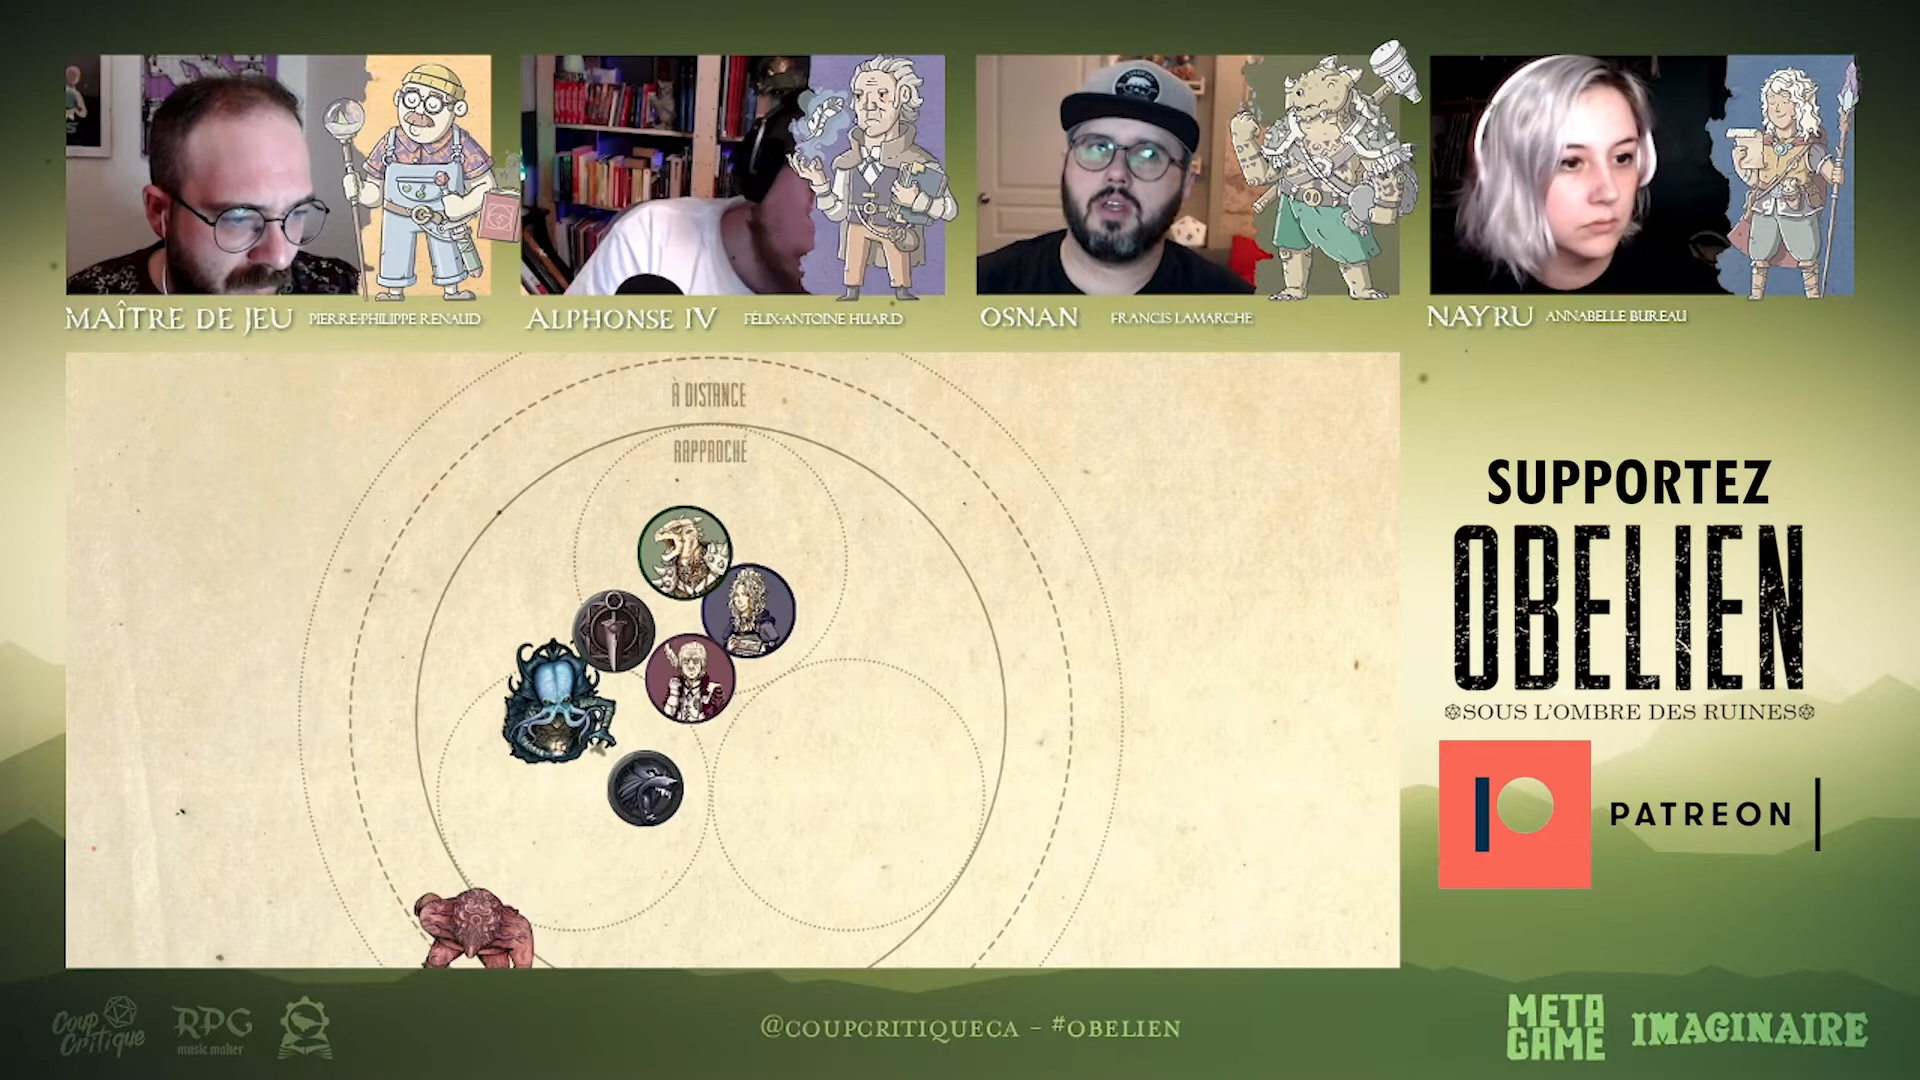 MAÎTRE DE JEU PIERRE-PHILIPPE RENAUD
ALPHONSE IV FÉLIX-ANTOINE HUARD
OSNAN FRANCIS LAMARCHE
NAYRU ANNABELLE BUREAU
À DISTANCE
RAPPROCHÉ
SUPPORTEZ
OBELIEN
SOUS L'OMBRE DES RUINES
PATREON
Coup Critique
RPG
music maker
@COUPCRITIQUECA - #OBELIEN
META
GAME
IMAGINAIRE